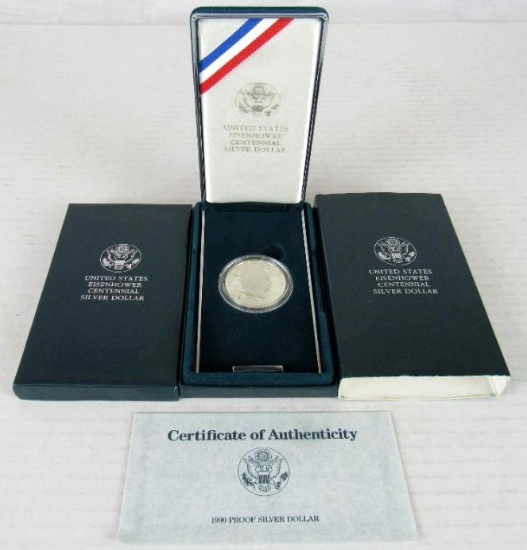 UNITED STATES
EISENHOWER
CENTENNIAL
SILVER DOLLAR
UNITED STATES
EISENHOWER
CENTENNIAL
SILVER DOLLAR
UNITED STATES
EISENHOWER
CENTENNIAL
SILVER DOLLAR
Certificate of Authenticity
1990 PROOF SILVER DOLLAR